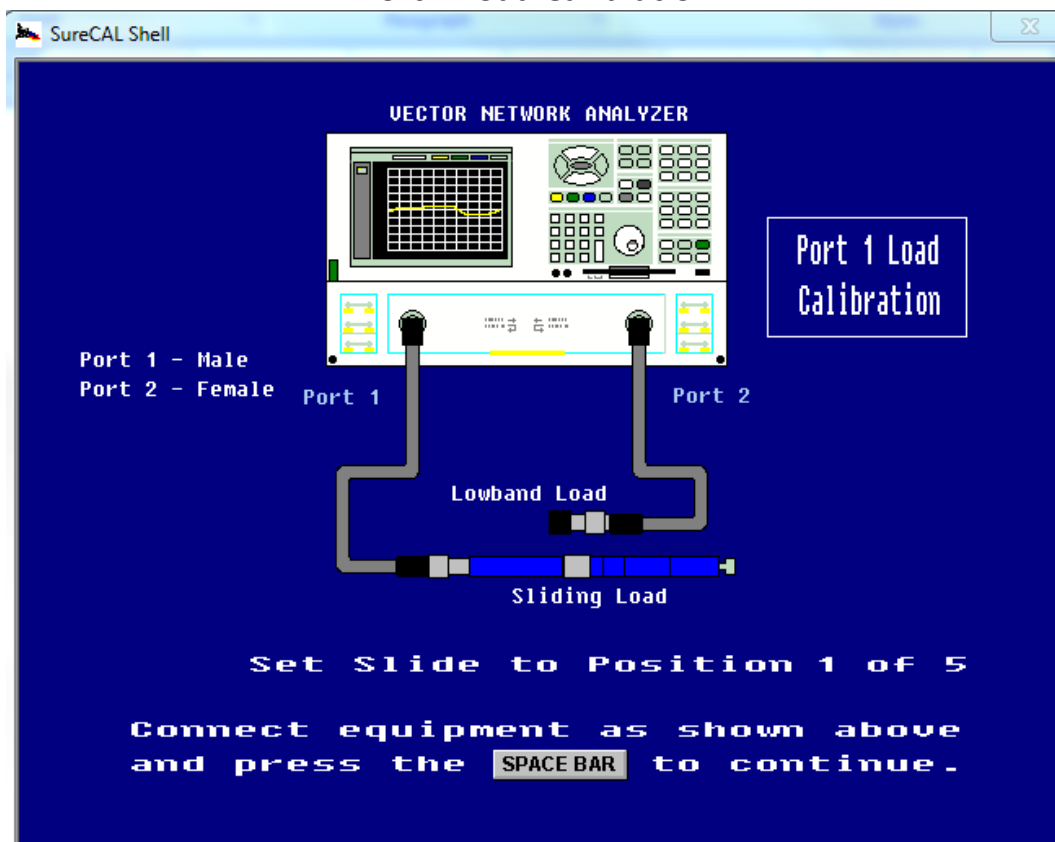 SureCAL Shell
VECTOR NETWORK ANALYZER
Port 1 Load
Calibration
Port 1 - Male
Port 2 - Female
Port 1
Port 2
Lowband Load
Sliding Load
Set Slide to Position 1 of 5
Connect equipment as shown above
and press the SPACE BAR to continue.